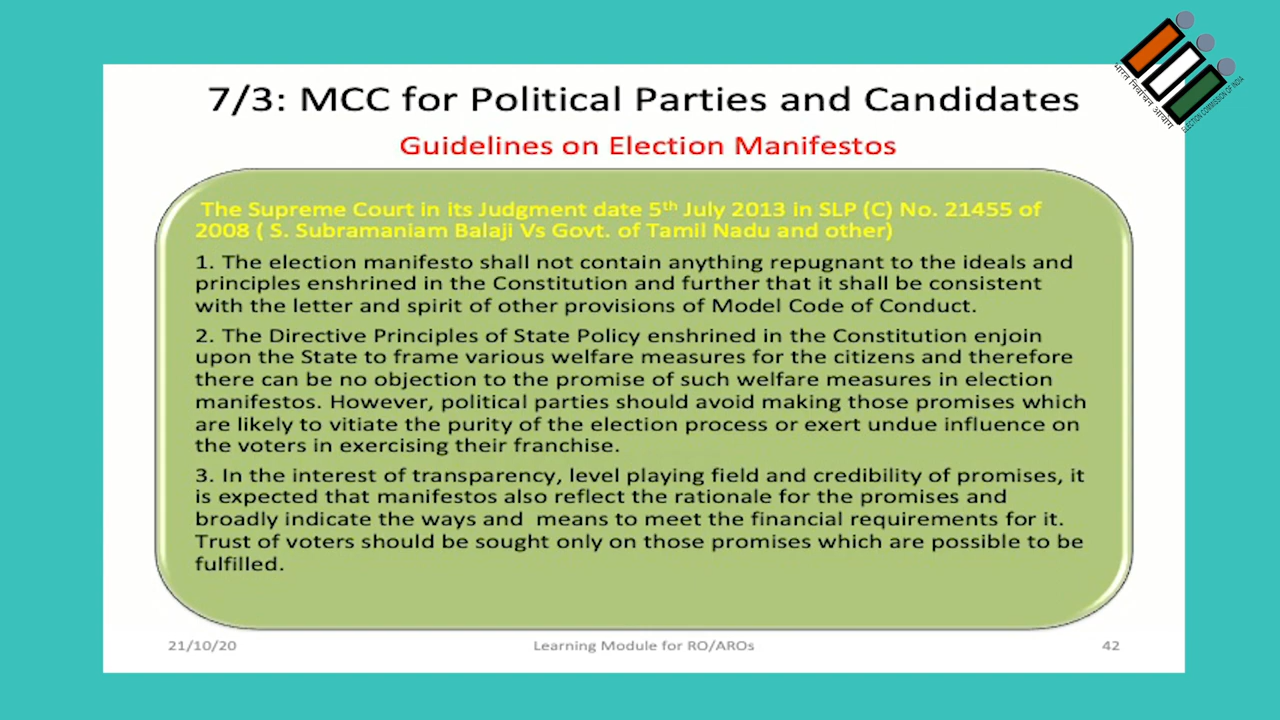 7/3: MCC for Political Parties and Candidates
Guidelines on Election Manifestos
The Supreme Court in its Judgment date 5th July 2013 in SLP (C) No. 21455 of
2008 ( S. Subramaniam Balaji Vs Govt. of Tamil Nadu and other)
1. The election manifesto shall not contain anything repugnant to the ideals and
principles enshrined in the Constitution and further that it shall be consistent
with the letter and spirit of other provisions of Model Code of Conduct.
2. The Directive Principles of State Policy enshrined in the Constitution enjoin
upon the State to frame various welfare measures for the citizens and therefore
there can be no objection to the promise of such welfare measures in election
manifestos. However, political parties should avoid making those promises which
are likely to vitiate the purity of the election process or exert undue influence on
the voters in exercising their franchise.
3. In the interest of transparency, level playing field and credibility of promises, it
is expected that manifestos also reflect the rationale for the promises and
broadly indicate the ways and means to meet the financial requirements for it.
Trust of voters should be sought only on those promises which are possible to be
fulfilled.
21/10/20
Learning Module for RO/AROs
42
भारत निर्वाचन आयोग
ELECTION COMMISSION OF INDIA